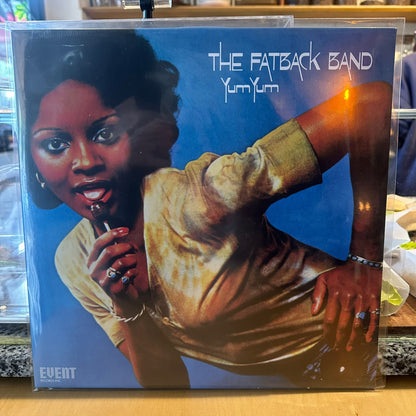 THE FATBACK BAND
Yum Yum
EVENT
RECORDS INC.